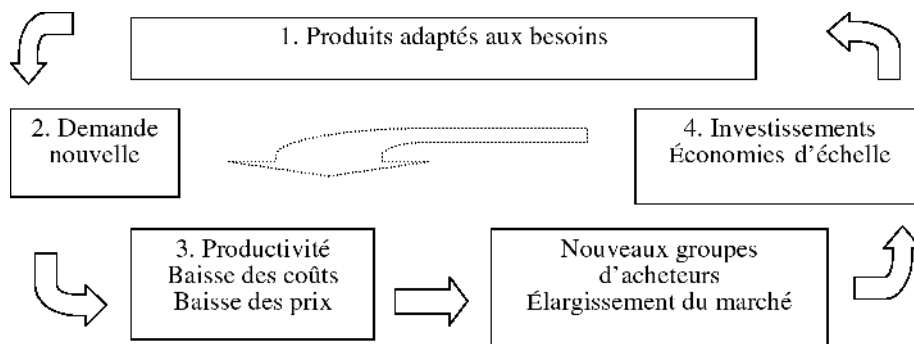 1. Produits adaptés aux besoins
2. Demande
nouvelle
4. Investissements
Économies d'échelle
3. Productivité
Baisse des coûts
Baisse des prix
Nouveaux groupes
d'acheteurs
Élargissement du marché